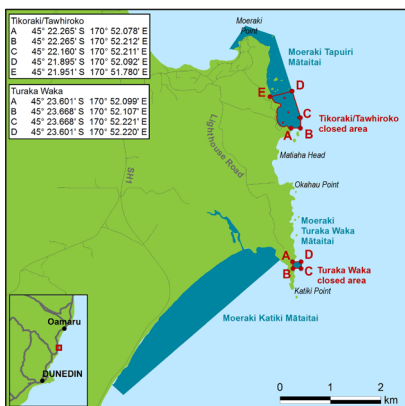 Tikoraki/Tawhiroko
A 45° 22.265' S 170° 52.078' E
B 45° 22.265' S 170° 52.212' E
C 45° 22.160' S 170° 52.211' E
D 45° 21.895' S 170° 52.092' E
E 45° 21.951' S 170° 51.780' E
Turaka Waka
A 45° 23.601' S 170° 52.099' E
B 45° 23.668' S 170° 52.107' E
C 45° 23.668' S 170° 52.221' E
D 45° 23.601' S 170° 52.220' E
Moeraki
Point
Moeraki Tapuiri
Mātaitai
E
D
C
A
B
Tikoraki/Tawhiroko
closed area
Lighthouse Road
SH1
Matiaha Head
Okahau Point
Moeraki
Turaka Waka
Mātaitai
A
D
B
C
Turaka Waka
closed area
Katiki Point
Moeraki Katiki Mātaitai
Oamaru
DUNEDIN
0 1 2
km